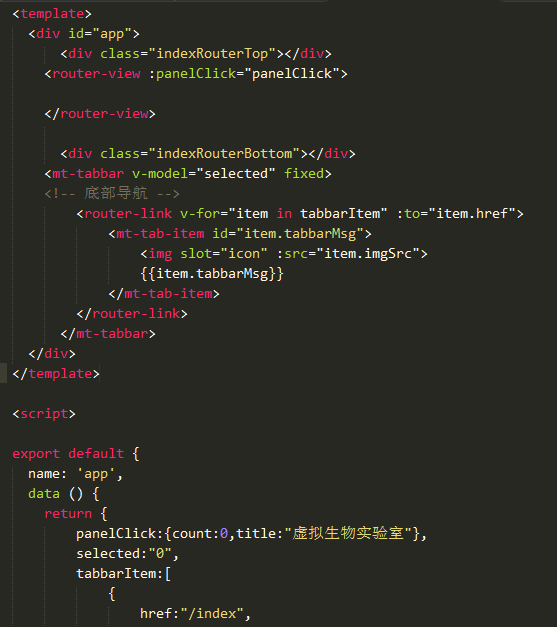 <template>
<div id="app">
<div class="indexRouterTop"></div>
<router-view :panelClick="panelClick">
</router-view>
<div class="indexRouterBottom"></div>
<mt-tabbar v-model="selected" fixed>
<!-- 底部导航 -->
<router-link v-for="item in tabbarItem" :to="item.href">
<mt-tab-item id="item.tabbarMsg">
<img slot="icon" :src="item.imgSrc">
{{item.tabbarMsg}}
</mt-tab-item>
</router-link>
</mt-tabbar>
</div>
</template>
<script>
export default {
name: 'app',
data () {
return {
panelClick:{count:0,title:"虚拟生物实验室"},
selected:"0",
tabbarItem:[
{
href:"/index",